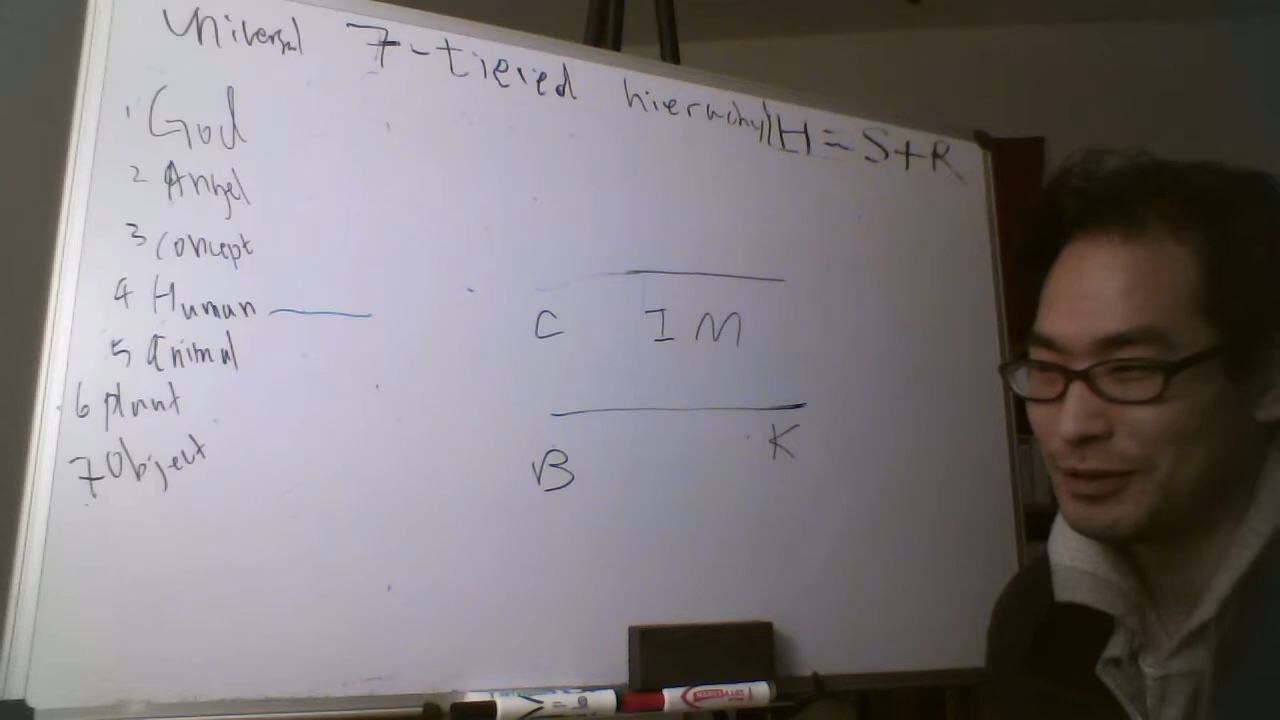 Universal 7-tiered hierarchy H = S+R
1 God
2 Angel
3 concept
4 Human
5 Animal
6 plant
7 Object
C I M
B K